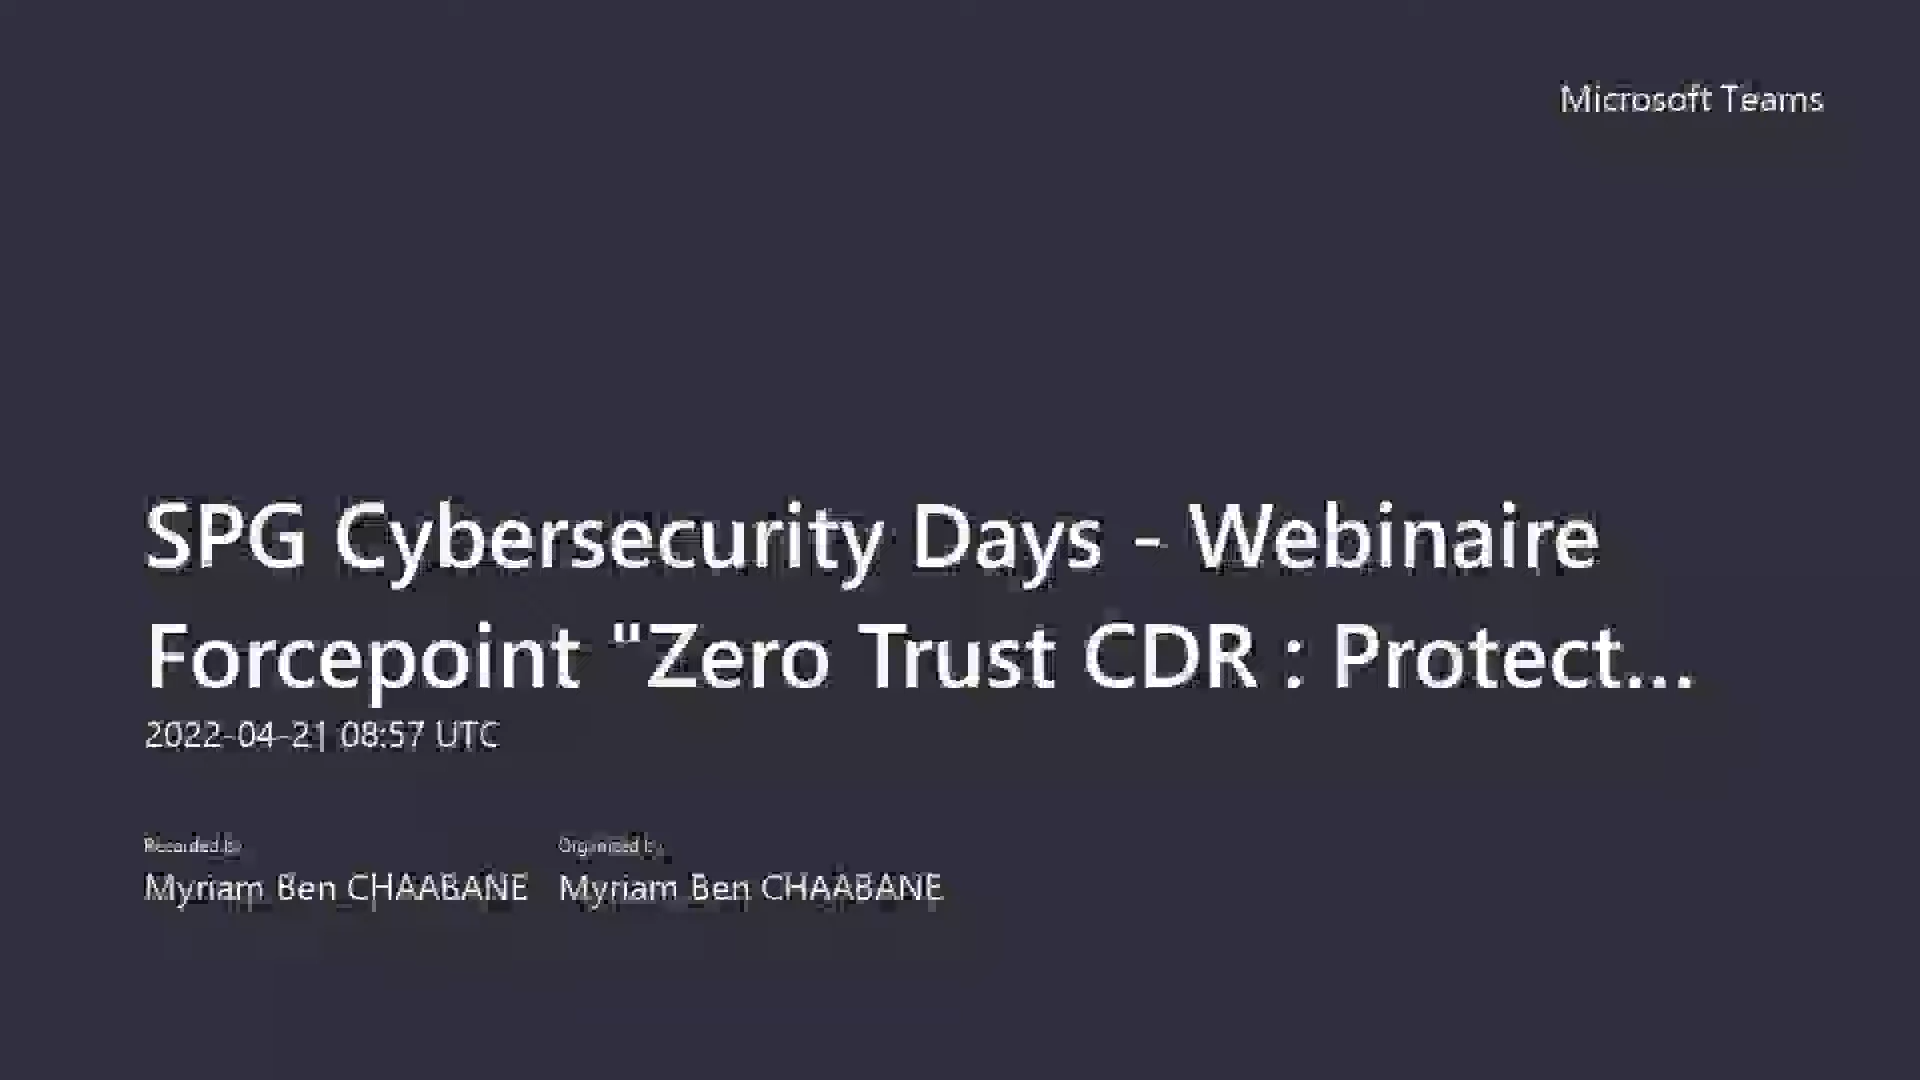 Microsoft Teams
SPG Cybersecurity Days - Webinaire
Forcepoint "Zero Trust CDR : Protect...
2022-04-21 08:57 UTC
Recorded by
Organized by
Myriam Ben CHAABANE
Myriam Ben CHAABANE